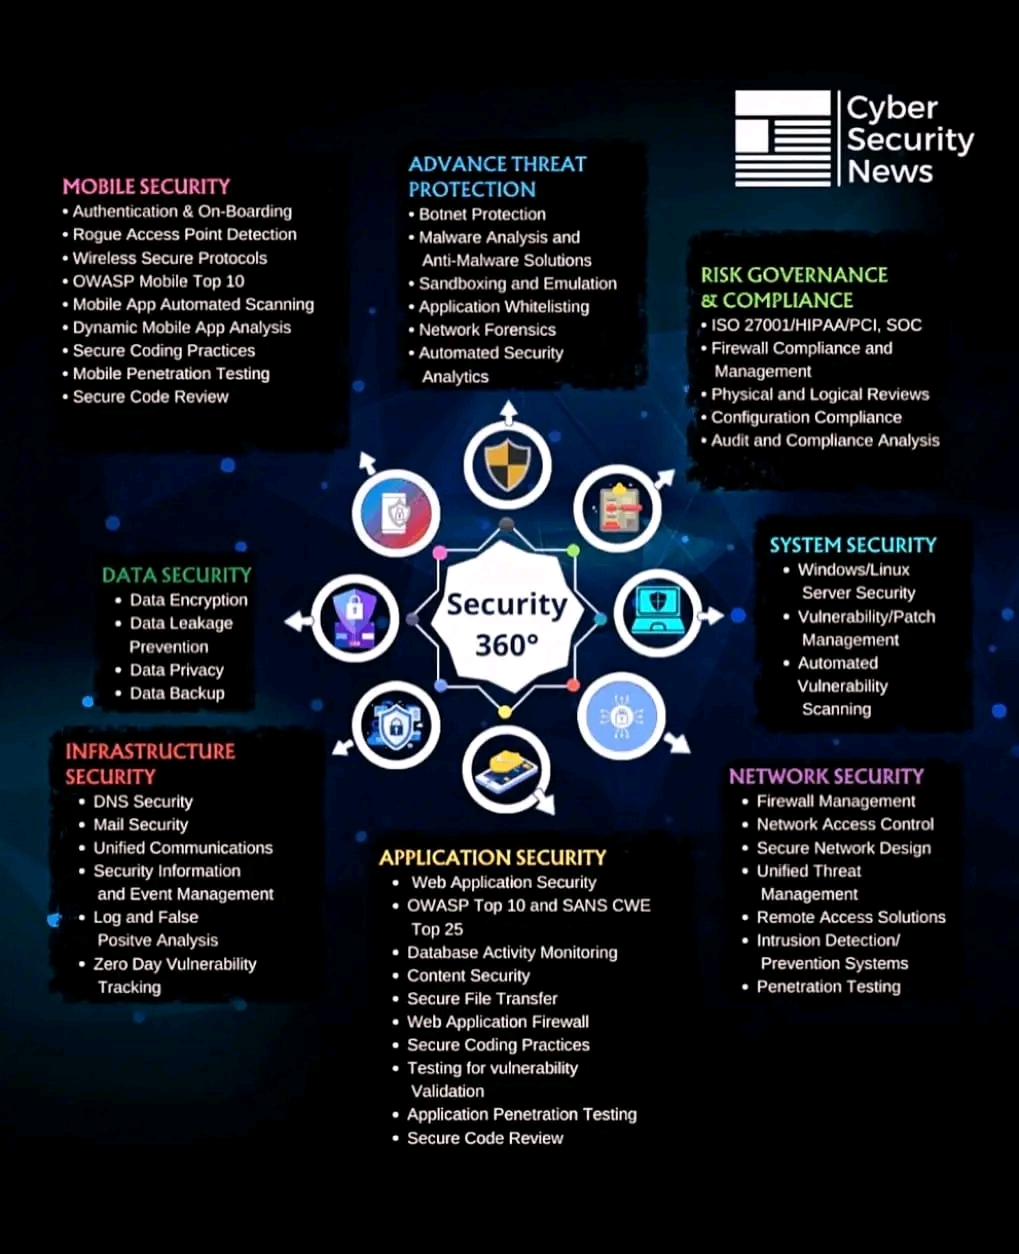 Cyber
Security
News
MOBILE SECURITY
• Authentication & On-Boarding
• Rogue Access Point Detection
• Wireless Secure Protocols
• OWASP Mobile Top 10
• Mobile App Automated Scanning
• Dynamic Mobile App Analysis
• Secure Coding Practices
• Mobile Penetration Testing
• Secure Code Review
ADVANCE THREAT
PROTECTION
• Botnet Protection
• Malware Analysis and
Anti-Malware Solutions
• Sandboxing and Emulation
• Application Whitelisting
• Network Forensics
• Automated Security
Analytics
RISK GOVERNANCE
& COMPLIANCE
• ISO 27001/HIPAA/PCI, SOC
• Firewall Compliance and
Management
• Physical and Logical Reviews
• Configuration Compliance
• Audit and Compliance Analysis
DATA SECURITY
• Data Encryption
• Data Leakage
Prevention
• Data Privacy
• Data Backup
Security
360°
SYSTEM SECURITY
• Windows/Linux
Server Security
• Vulnerability/Patch
Management
• Automated
Vulnerability
Scanning
INFRASTRUCTURE
SECURITY
• DNS Security
• Mail Security
• Unified Communications
• Security Information
and Event Management
• Log and False
Positve Analysis
• Zero Day Vulnerability
Tracking
APPLICATION SECURITY
• Web Application Security
• OWASP Top 10 and SANS CWE
Top 25
• Database Activity Monitoring
• Content Security
• Secure File Transfer
• Web Application Firewall
• Secure Coding Practices
• Testing for vulnerability
Validation
• Application Penetration Testing
• Secure Code Review
NETWORK SECURITY
• Firewall Management
• Network Access Control
• Secure Network Design
• Unified Threat
Management
• Remote Access Solutions
• Intrusion Detection/
Prevention Systems
• Penetration Testing